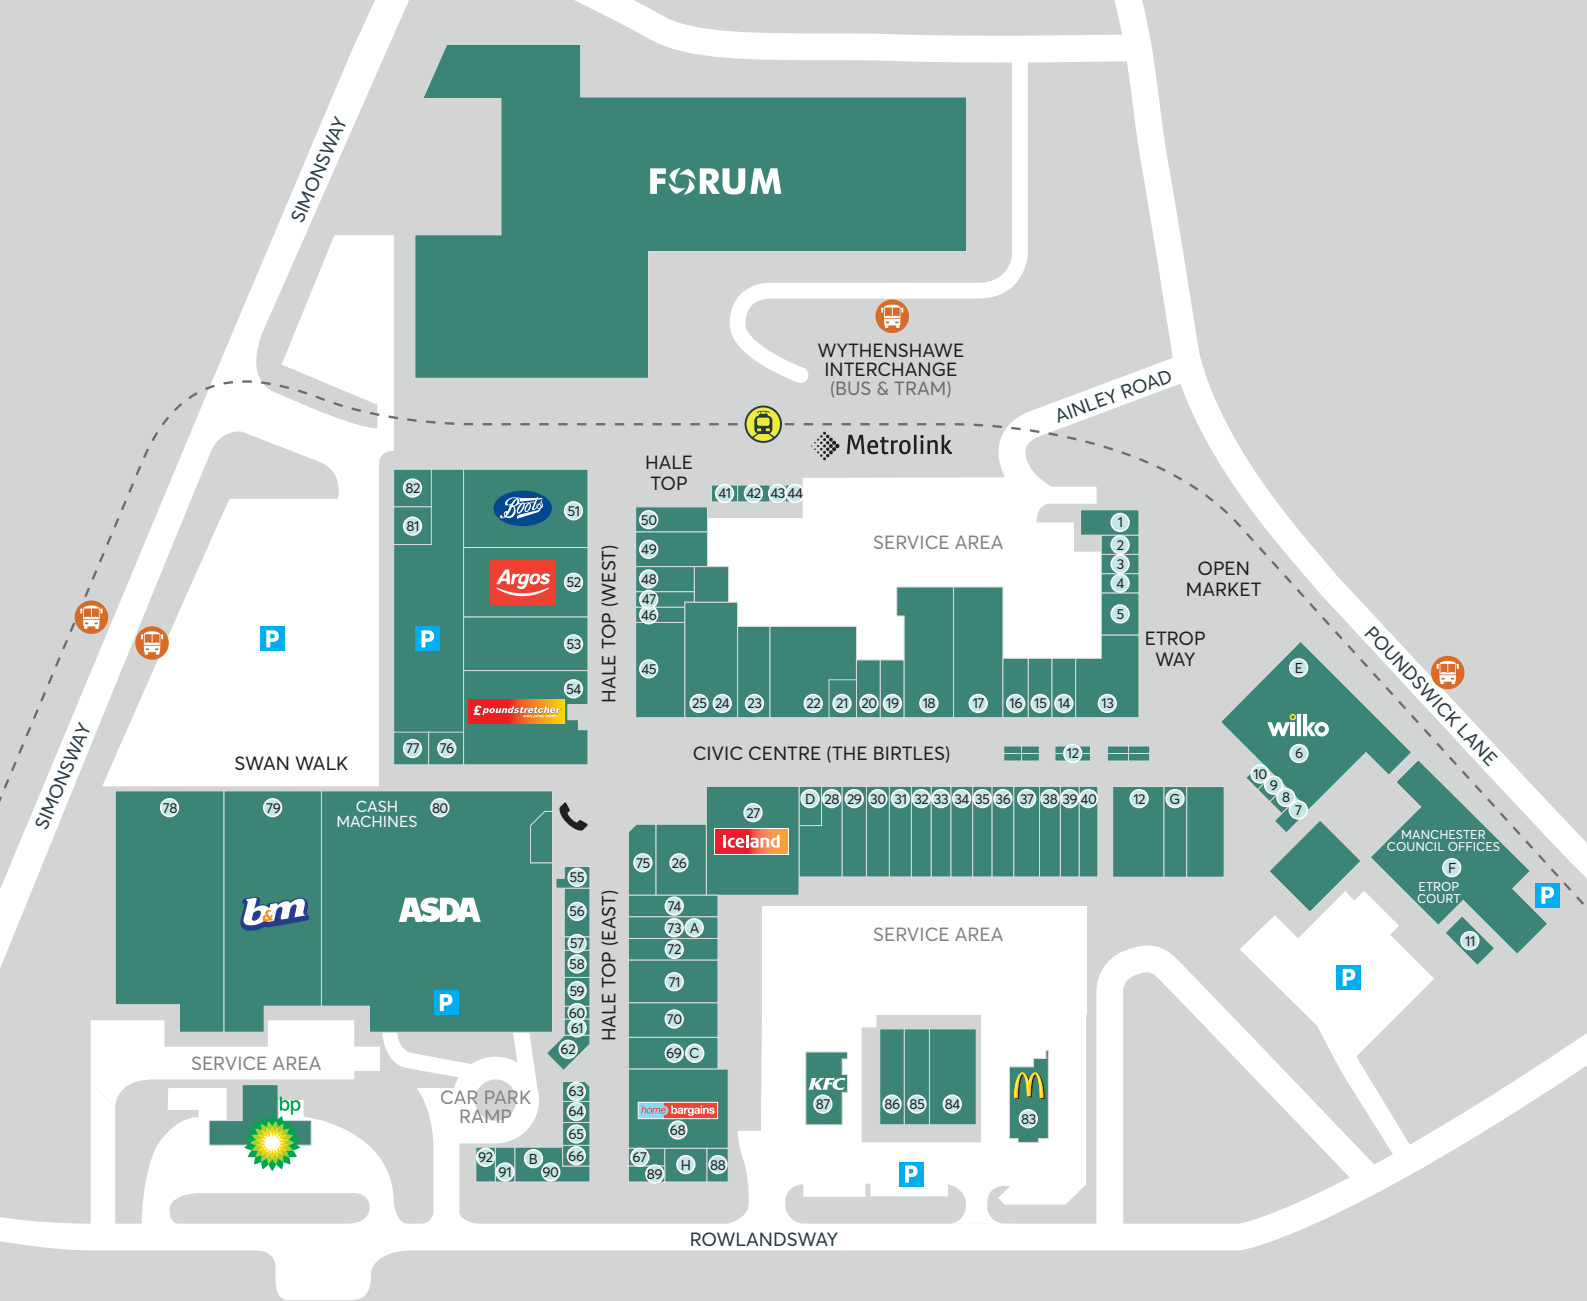 SIMONSWAY
FORUM
WYTHENSHAWE
INTERCHANGE
(BUS & TRAM)
AINLEY ROAD
Metrolink
HALE
TOP
41 42 43 44
82
81
Boots
51
50
49
48
47
46
45
SERVICE AREA
1
2
3
4
5
OPEN
MARKET
ETROP
WAY
POUNDSWICK LANE
Argos
52
53
54
£poundstretcher
HALE TOP (WEST)
P
P
77 76
25 24 23 22 21 20 19 18 17 16 15 14 13
E
wilko
6
10
9
8
7
SWAN WALK
SIMONSWAY
CIVIC CENTRE (THE BIRTLES)
12
78
79
CASH
MACHINES
80
b&m
ASDA
P
27
Iceland
D 28 29 30 31 32 33 34 35 36 37 38 39 40
12 G
75 26
MANCHESTER
COUNCIL OFFICES
F
ETROP
COURT
11
P
P
55
56
57
58
59
60
61
62
HALE TOP (EAST)
74
73 A
72
71
70
69 C
SERVICE AREA
SERVICE AREA
bp
CAR PARK
RAMP
63
64
65
66
92
91
B
90
home bargains
68
67
89
H
88
KFC
87
86 85 84
M
83
P
ROWLANDSWAY